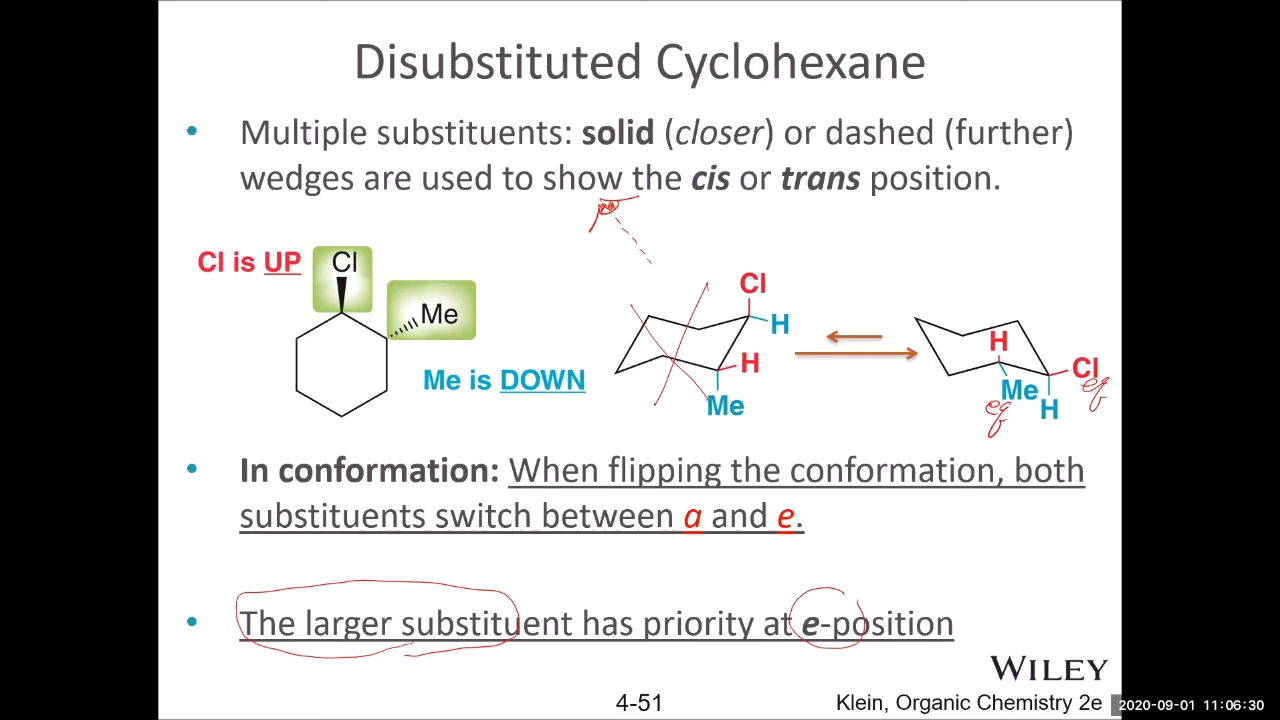 Disubstituted Cyclohexane
• Multiple substituents: solid (closer) or dashed (further)
wedges are used to show the cis or trans position.
Cl is UP
Cl
Me
Me is DOWN
Cl
H
H
Me
H
Cl
eq
Me
eq
H
• In conformation: When flipping the conformation, both
substituents switch between a and e.
• The larger substituent has priority at e-position
WILEY
4-51
Klein, Organic Chemistry 2e
2020-09-01 11:06:30